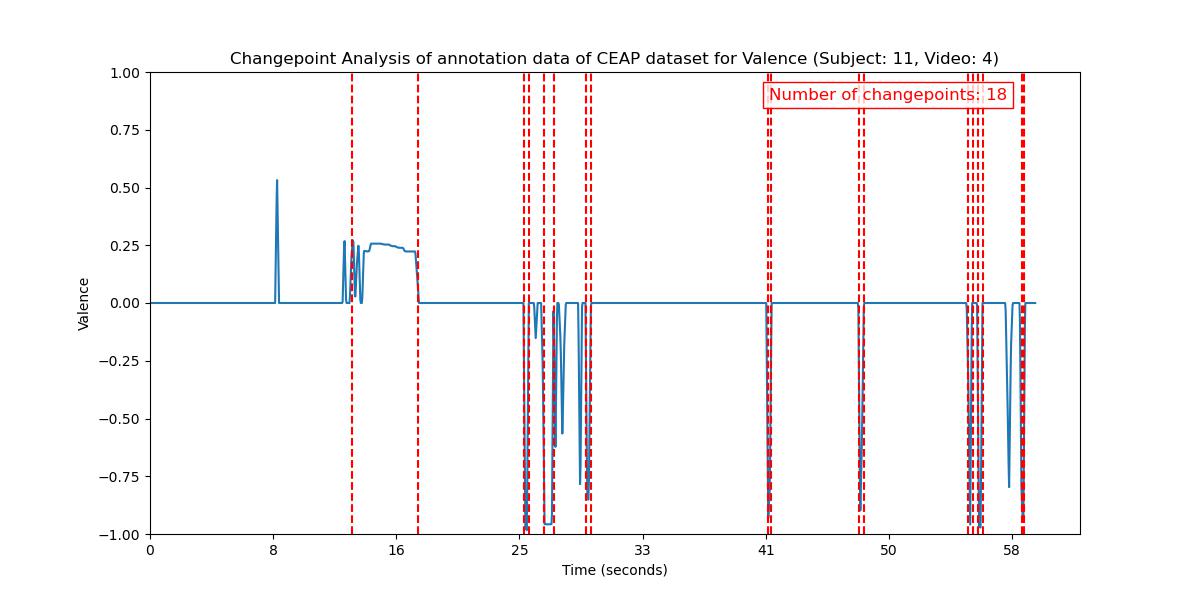 Changepoint Analysis of annotation data of CEAP dataset for Valence (Subject: 11, Video: 4)
Number of changepoints: 18
1.00
0.75
0.50
0.25
0.00
−0.25
−0.50
−0.75
−1.00
Valence
0 8 16 25 33 41 50 58
Time (seconds)